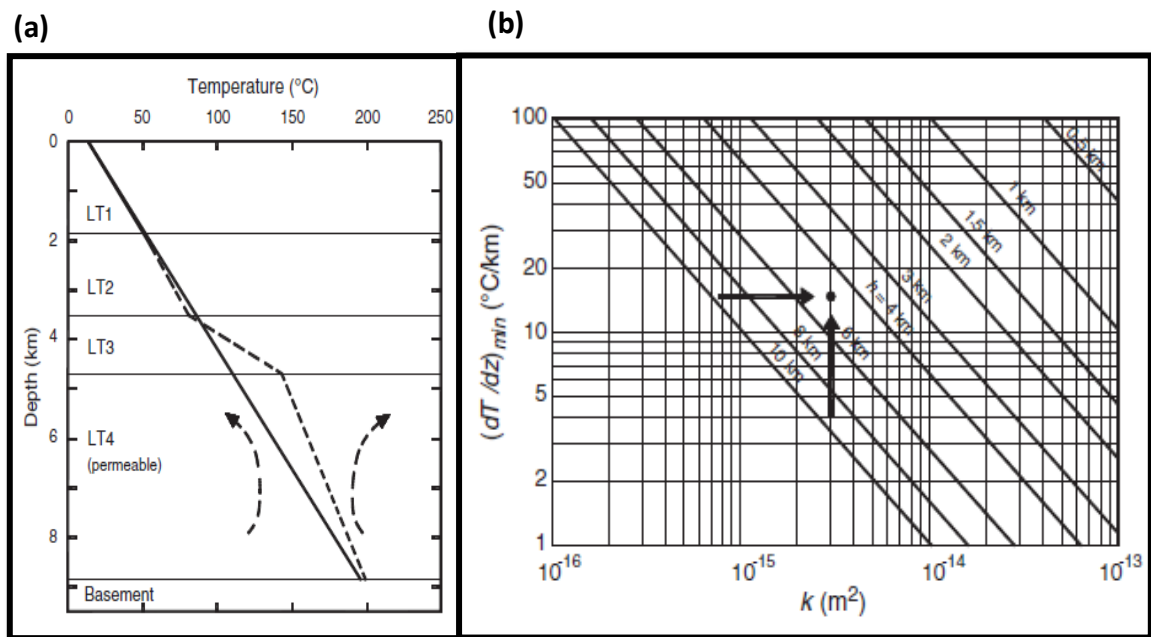 (a)
Temperature (°C)
0 50 100 150 200 250
0
2
4
6
8
Depth (km)
LT1
LT2
LT3
LT4
(permeable)
Basement
(b)
(dT /dz)min (°C/km)
100
50
20
10
5
2
1
0.5 km
1 km
1.5 km
2 km
3 km
h = 4 km
6 km
8 km
10 km
10-16 10-15 10-14 10-13
k (m2)